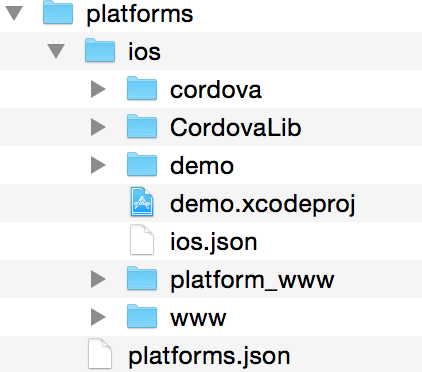 platforms
ios
cordova
CordovaLib
demo
demo.xcodeproj
ios.json
platform_www
www
platforms.json